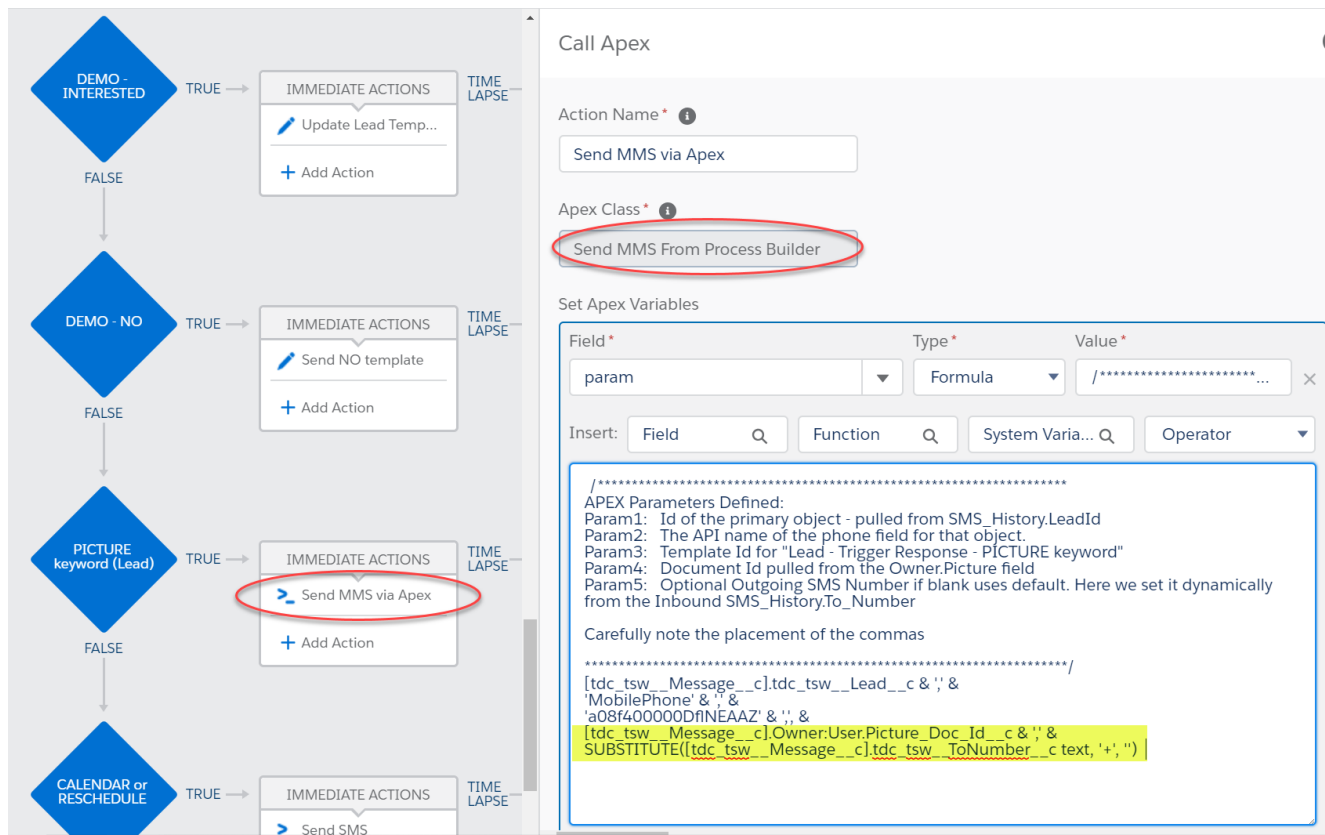 DEMO -
INTERESTED
TRUE
IMMEDIATE ACTIONS
TIME
LAPSE
Update Lead Temp...
+ Add Action
FALSE
DEMO - NO
TRUE
IMMEDIATE ACTIONS
TIME
LAPSE
Send NO template
+ Add Action
FALSE
PICTURE
keyword (Lead)
TRUE
IMMEDIATE ACTIONS
TIME
LAPSE
Send MMS via Apex
+ Add Action
FALSE
CALENDAR or
RESCHEDULE
TRUE
IMMEDIATE ACTIONS
TIME
LAPSE
Send SMS
Call Apex
Action Name*
Send MMS via Apex
Apex Class*
Send MMS From Process Builder
Set Apex Variables
Field* Type* Value*
param Formula /************************...
Insert: Field Function System Varia... Operator
/**********************************************************************
APEX Parameters Defined:
Param1: Id of the primary object - pulled from SMS_History.LeadId
Param2: The API name of the phone field for that object.
Param3: Template Id for "Lead - Trigger Response - PICTURE keyword"
Param4: Document Id pulled from the Owner.Picture field
Param5: Optional Outgoing SMS Number if blank uses default. Here we set it dynamically
from the Inbound SMS_History.To_Number
Carefully note the placement of the commas
************************************************************************/
[tdc_tsw__Message__c].tdc_tsw__Lead__c & ',' &
'MobilePhone' & ',' &
'a08f400000DflNEAAZ' & ',', &
[tdc_tsw__Message__c].Owner:User.Picture_Doc_Id__c & ',' &
SUBSTITUTE([tdc_tsw__Message__c].tdc_tsw__ToNumber__c text, '+', '')